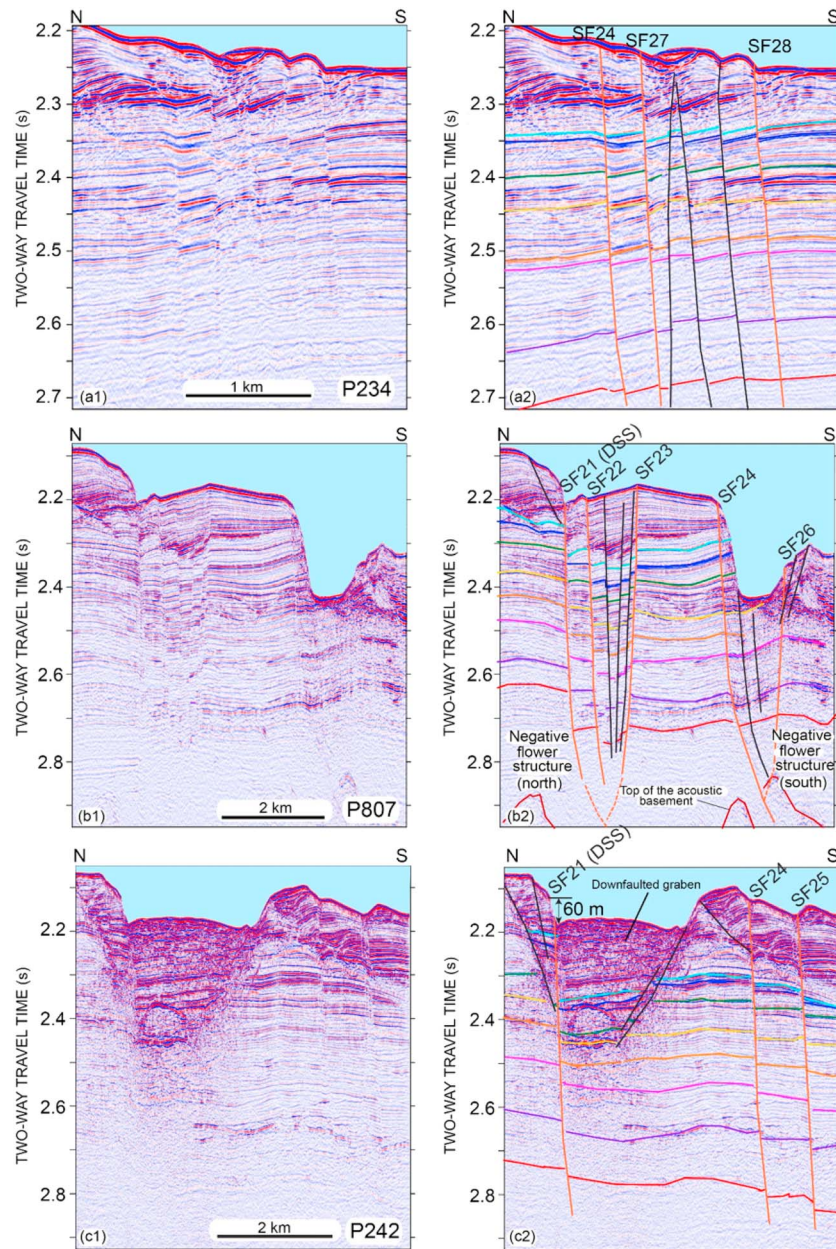 N
S
N
S
2.2
2.3
2.4
2.5
2.6
2.7
TWO-WAY TRAVEL TIME (s)
1 km
P234
(a1)
TWO-WAY TRAVEL TIME (s)
2.2
2.3
2.4
2.5
2.6
2.7
SF24
SF27
SF28
(a2)
N
S
N
S
2.2
2.4
2.6
2.8
TWO-WAY TRAVEL TIME (s)
2 km
P807
(b1)
TWO-WAY TRAVEL TIME (s)
2.2
2.4
2.6
2.8
SF21 (DSS)
SF22
SF23
SF24
SF26
Negative
flower
structure
(north)
Negative
flower
structure
(south)
Top of the acoustic
basement
(b2)
N
S
N
S
2.2
2.4
2.6
2.8
TWO-WAY TRAVEL TIME (s)
2 km
P242
(c1)
TWO-WAY TRAVEL TIME (s)
2.2
2.4
2.6
2.8
SF21 (DSS)
60 m
Downfaulted graben
SF24
SF25
(c2)